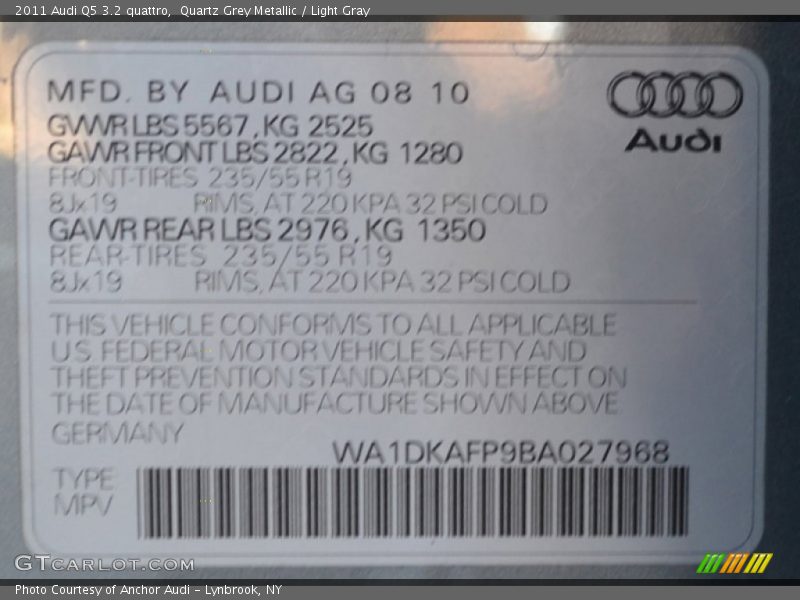 2011 Audi Q5 3.2 quattro,  Quartz Grey Metallic / Light Gray
MFD. BY AUDI AG 08 10
GVWR LBS 5567, KG 2525
GAWR FRONT LBS 2822, KG 1280
FRONT-TIRES 235/55 R19
8Jx19 RIMS, AT 220 KPA 32 PSI COLD
GAWR REAR LBS 2976, KG 1350
REAR-TIRES 235/55 R19
8Jx19 RIMS, AT 220 KPA 32 PSI COLD
Audi
THIS VEHICLE CONFORMS TO ALL APPLICABLE
U.S. FEDERAL MOTOR VEHICLE SAFETY AND
THEFT PREVENTION STANDARDS IN EFFECT ON
THE DATE OF MANUFACTURE SHOWN ABOVE
GERMANY
WA1DKAFP9BA027968
TYPE
MPV
GTCARLOT.COM
Photo Courtesy of Anchor Audi – Lynbrook, NY